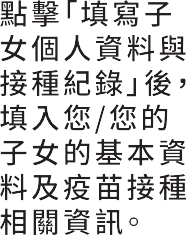 點擊「填寫子
女個人資料與
接種紀錄」後，
填入您/您的
子女的基本資
料及疫苗接種
相關資訊。